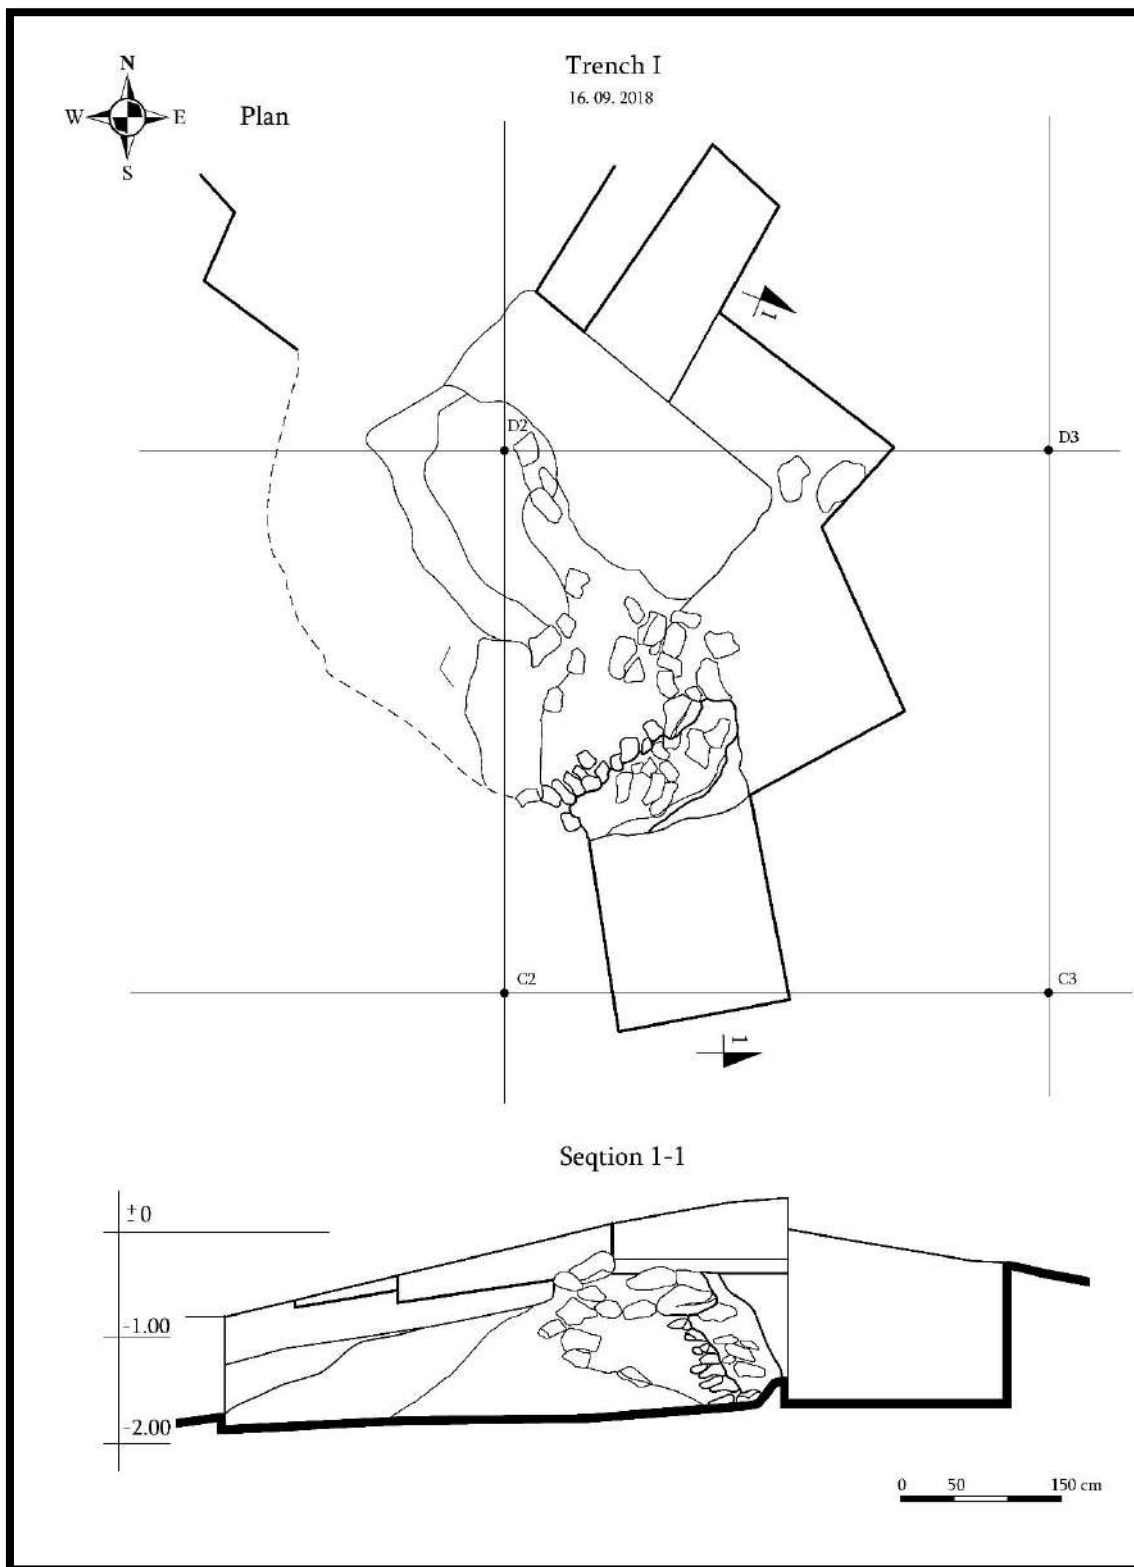 Trench I
16. 09. 2018
N
W E
S
Plan
1
D2
D3
C2
C3
1
Seqtion 1-1
± 0
-1.00
-2.00
0 50 150 cm